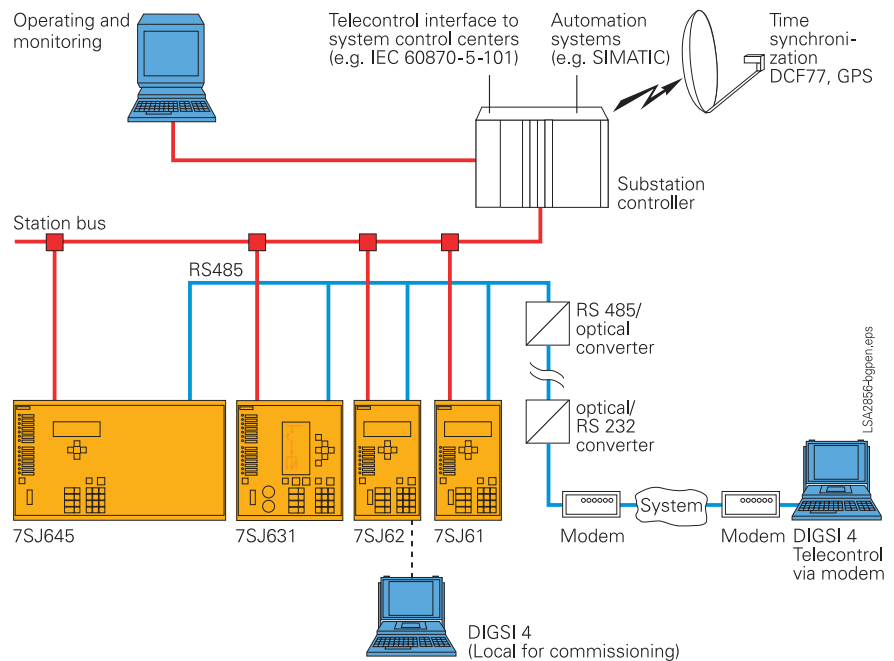 Operating and
monitoring
Telecontrol interface to
system control centers
(e.g. IEC 60870-5-101)
Automation
systems
(e.g. SIMATIC)
Time
synchroni-
zation
DCF77, GPS
Substation
controller
Station bus
RS485
RS 485/
optical
converter
optical/
RS 232
converter
LSA2856-bgpen.eps
7SJ645
7SJ631
7SJ62
7SJ61
Modem
System
Modem
DIGSI 4
Telecontrol
via modem
DIGSI 4
(Local for commissioning)